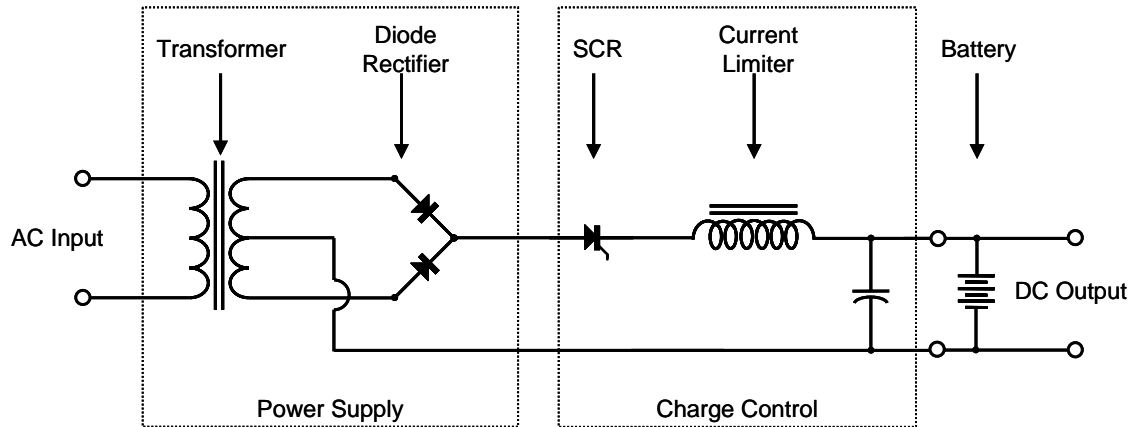 Transformer
Diode
Rectifier
SCR
Current
Limiter
Battery
AC Input
DC Output
Power Supply
Charge Control